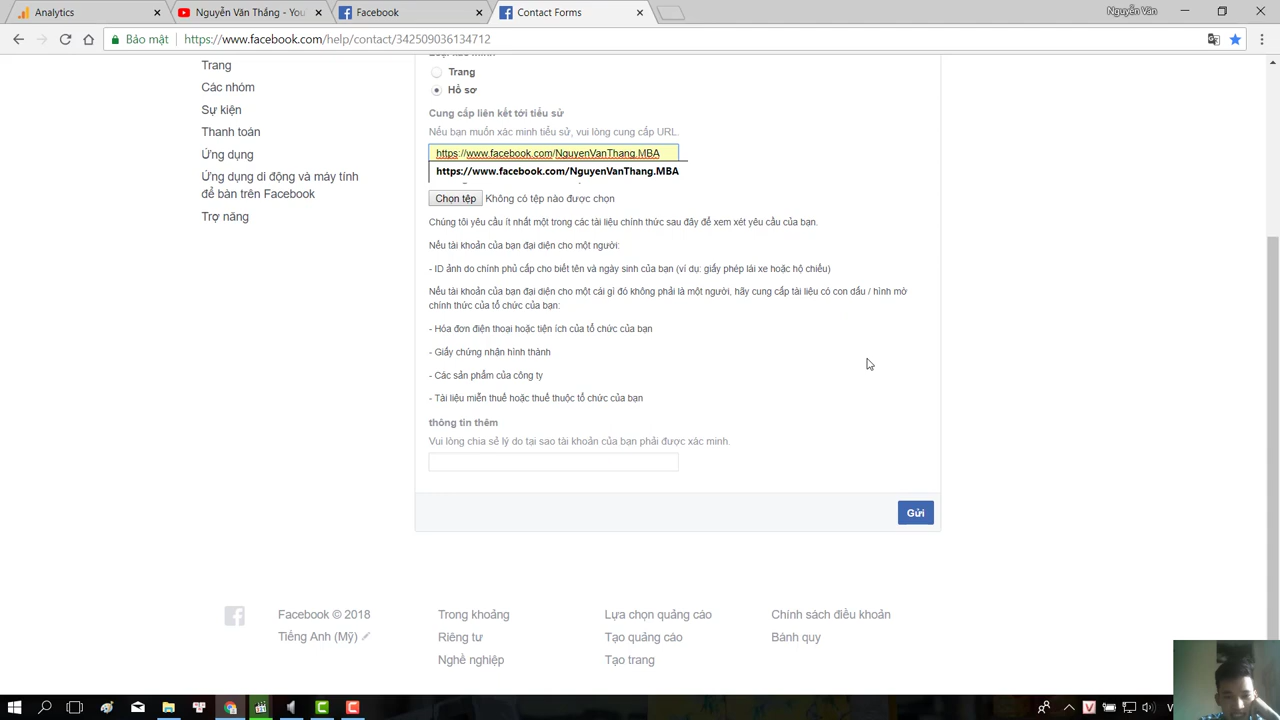 Analytics
Nguyễn Văn Thắng - You
Facebook
Contact Forms
Nguyễn Văn
Bảo mật
https://www.facebook.com/help/contact/342509036134712
Trang
Các nhóm
Sự kiện
Thanh toán
Ứng dụng
Ứng dụng di động và máy tính
để bàn trên Facebook
Trợ năng
Trang
Hồ sơ
Cung cấp liên kết tới tiểu sử
Nếu bạn muốn xác minh tiểu sử, vui lòng cung cấp URL.
https://www.facebook.com/NguyenVanThang.MBA
https://www.facebook.com/NguyenVanThang.MBA
Chọn tệp Không có tệp nào được chọn
Chúng tôi yêu cầu ít nhất một trong các tài liệu chính thức sau đây để xem xét yêu cầu của bạn.
Nếu tài khoản của bạn đại diện cho một người:
- ID ảnh do chính phủ cấp cho biết tên và ngày sinh của bạn (ví dụ: giấy phép lái xe hoặc hộ chiếu)
Nếu tài khoản của bạn đại diện cho một cái gì đó không phải là một người, hãy cung cấp tài liệu có con dấu / hình mờ
chính thức của tổ chức của bạn:
- Hóa đơn điện thoại hoặc tiện ích của tổ chức của bạn
- Giấy chứng nhận hình thành
- Các sản phẩm của công ty
- Tài liệu miễn thuế hoặc thuế thuộc tổ chức của bạn
thông tin thêm
Vui lòng chia sẻ lý do tại sao tài khoản của bạn phải được xác minh.
Gửi
Facebook © 2018
Tiếng Anh (Mỹ)
Trong khoảng
Riêng tư
Nghề nghiệp
Lựa chọn quảng cáo
Tạo quảng cáo
Tạo trang
Chính sách điều khoản
Bánh quy